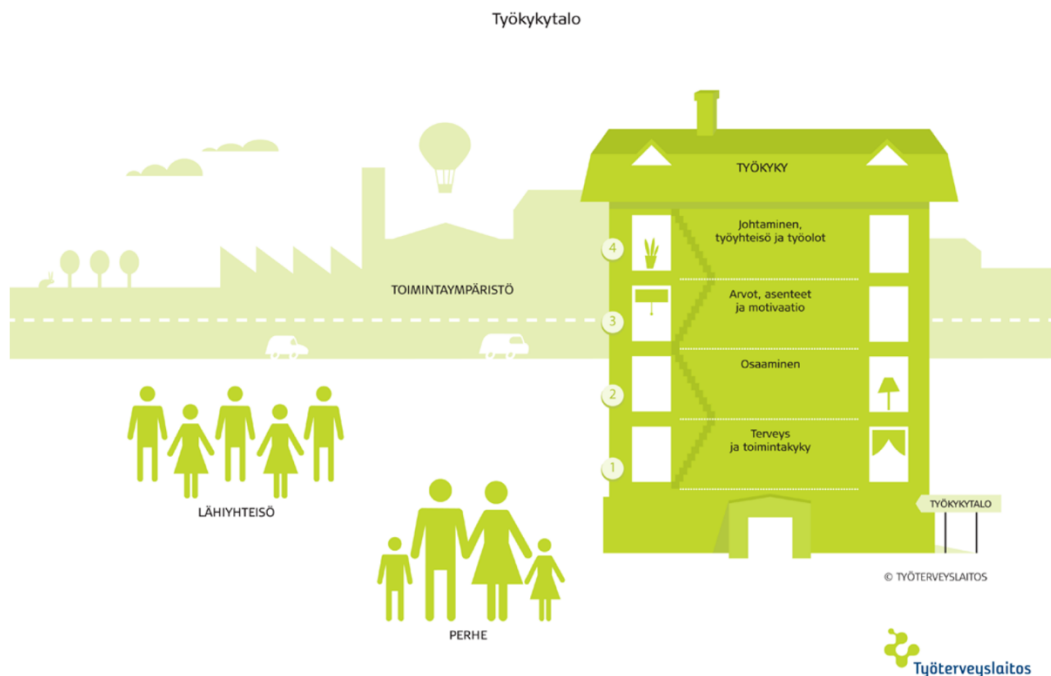 Työkykytalo
TYÖKYKY
4
Johtaminen,
työyhteisö ja työolot
TOIMINTAYMPÄRISTÖ
3
Arvot, asenteet
ja motivaatio
2
Osaaminen
1
Terveys
ja toimintakyky
LÄHIYHTEISÖ
PERHE
TYÖKYKYTALO
© TYÖTERVEYSLAITOS
Työterveyslaitos